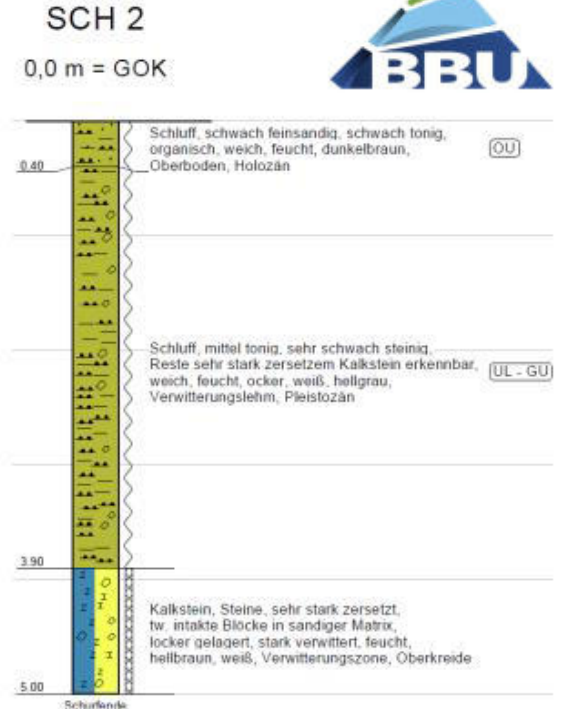 SCH 2
0,0 m = GOK
BBU
Schluff, schwach feinsandig, schwach tonig,
organisch, weich, feucht, dunkelbraun,
Oberboden, Holozän
OU
0.40
Schluff, mittel tonig, sehr schwach steinig,
Reste sehr stark zersetzem Kalkstein erkennbar,
weich, feucht, ocker, weiß, hellgrau,
Verwitterungslehm, Pleistozän
UL - GU
3.90
Kalkstein, Steine, sehr stark zersetzt,
tw. intakte Blöcke in sandiger Matrix,
locker gelagert, stark verwittert, feucht,
hellbraun, weiß, Verwitterungszone, Oberkreide
5.00
Schurfende